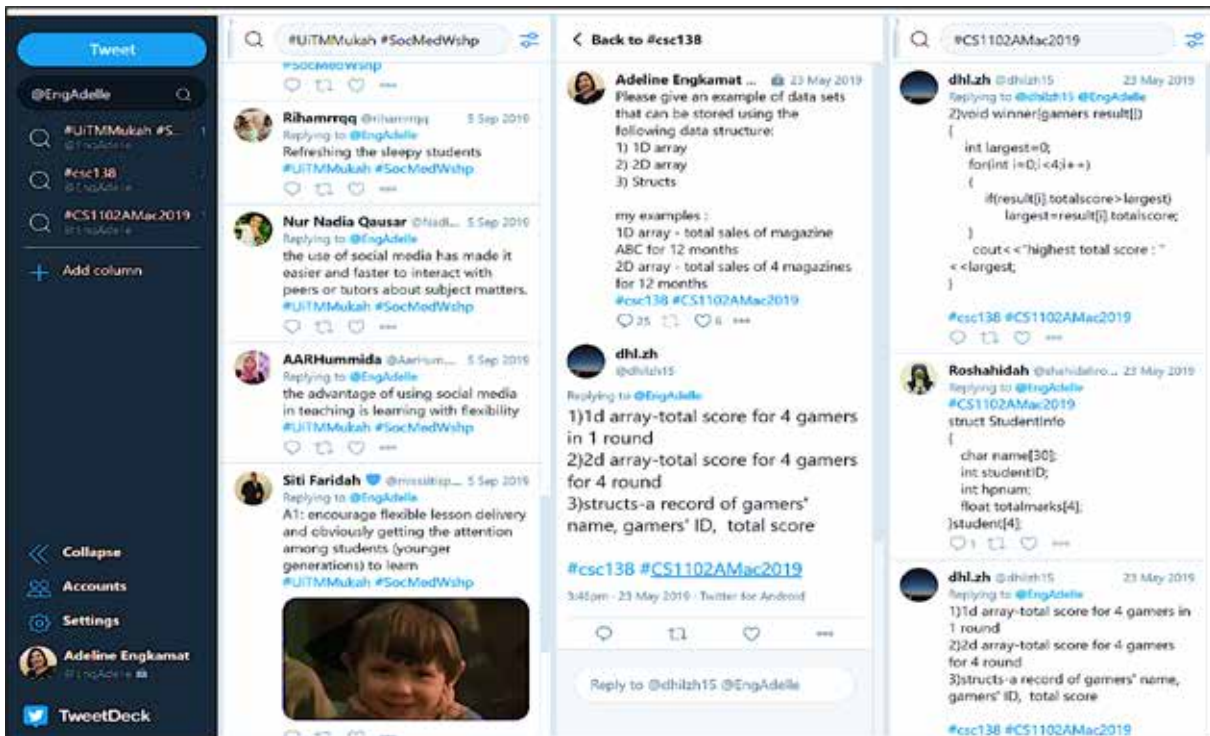 Tweet
@EngAdelle
#UiTMMukah #S...
@EngAdelle
#csc138
@EngAdelle
#CS1102AMac2019
@EngAdelle
Add column
Collapse
Accounts
Settings
Adeline Engkamat
@EngAdelle
TweetDeck
#UiTMMukah #SocMedWshp
#SocMedWshp
Rihamrrqq @rihamrrqq 5 Sep 2019
Replying to @EngAdelle
Refreshing the sleepy students
#UiTMMukah #SocMedWshp
Nur Nadia Qausar @Nadi... 5 Sep 2019
Replying to @EngAdelle
the use of social media has made it
easier and faster to interact with
peers or tutors about subject matters.
#UiTMMukah #SocMedWshp
AARHummida @AarHum... 5 Sep 2019
Replying to @EngAdelle
the advantage of using social media
in teaching is learning with flexibility
#UiTMMukah #SocMedWshp
Siti Faridah @misssitisp... 5 Sep 2019
Replying to @EngAdelle
A1: encourage flexible lesson delivery
and obviously getting the attention
among students (younger
generations) to learn
#UiTMMukah #SocMedWshp
Back to #csc138
Adeline Engkamat ... 23 May 2019
Please give an example of data sets
that can be stored using the
following data structure:
1) 1D array
2) 2D array
3) Structs
my examples :
1D array - total sales of magazine
ABC for 12 months
2D array - total sales of 4 magazines
for 12 months
#csc138 #CS1102AMac2019
25 6
dhl.zh
@dhilzh15
Replying to @EngAdelle
1)1d array-total score for 4 gamers
in 1 round
2)2d array-total score for 4 gamers
for 4 round
3)structs-a record of gamers'
name, gamers' ID, total score
#csc138 #CS1102AMac2019
3:46pm · 23 May 2019 · Twitter for Android
Reply to @dhilzh15 @EngAdelle
#CS1102AMac2019
dhl.zh @dhilzh15 23 May 2019
Replying to @dhilzh15 @EngAdelle
2)void winner(gamers result[])
{
int largest=0;
for(int i=0;i<4;i++)
{
if(result[i].totalscore>largest)
largest=result[i].totalscore;
}
cout<<"highest total score : "
<<largest;
}
#csc138 #CS1102AMac2019
Roshahidah @shahidahro... 23 May 2019
Replying to @EngAdelle
#CS1102AMac2019
struct StudentInfo
{
char name[30];
int studentID;
int hpnum;
float totalmarks[4];
}student[4];
1
dhl.zh @dhilzh15 23 May 2019
Replying to @EngAdelle
1)1d array-total score for 4 gamers in
1 round
2)2d array-total score for 4 gamers
for 4 round
3)structs-a record of gamers' name,
gamers' ID, total score
#csc138 #CS1102AMac2019